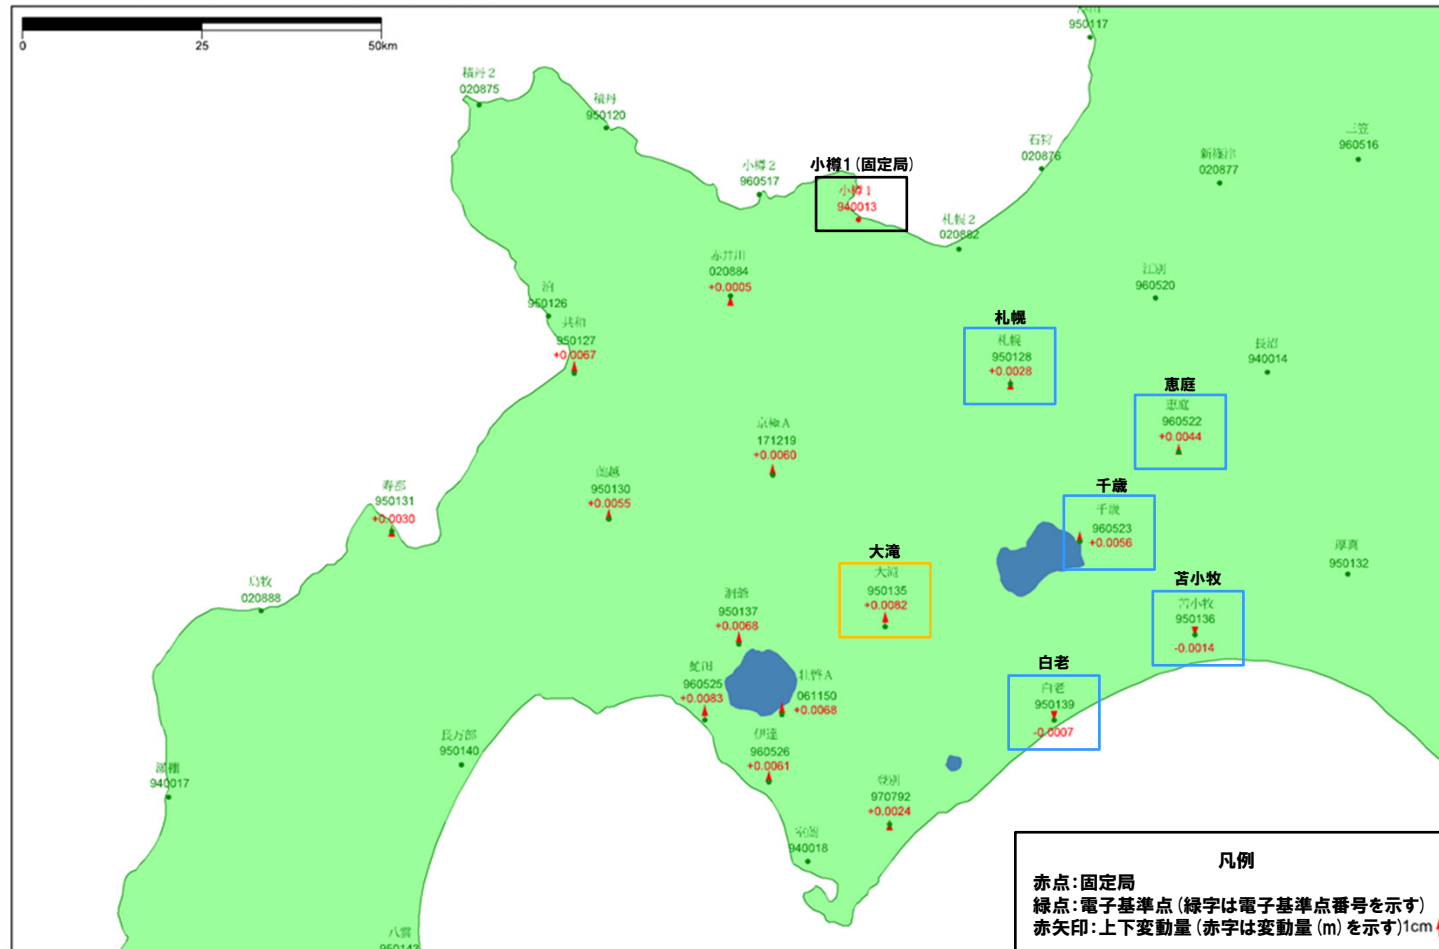 0 25 50km
950117
積丹２
020875
積丹
950120
小樽２
960517
小樽1（固定局）
小樽１
940013
石狩
020876
新篠津
020877
三笠
960516
札幌２
020882
赤井川
020884
+0.0005
江別
960520
泊
950126
共和
950127
+0.0067
札幌
札幌
950128
+0.0028
長沼
940014
恵庭
恵庭
960522
+0.0044
京極Ａ
171219
+0.0060
蘭越
950130
+0.0055
寿都
950131
+0.0030
千歳
千歳
960523
+0.0056
大滝
大滝
950135
+0.0082
厚真
950132
島牧
020888
苫小牧
苫小牧
950136
-0.0014
洞爺
950137
+0.0068
虻田
960525
+0.0083
壮瞥Ａ
061150
+0.0068
白老
白老
950139
-0.0007
伊達
960526
+0.0061
長万部
950140
瀬棚
940017
登別
970792
+0.0024
室蘭
940018
八雲
950143
凡例
赤点：固定局
緑点：電子基準点（緑字は電子基準点番号を示す）
赤矢印：上下変動量（赤字は変動量（m）を示す）1cm